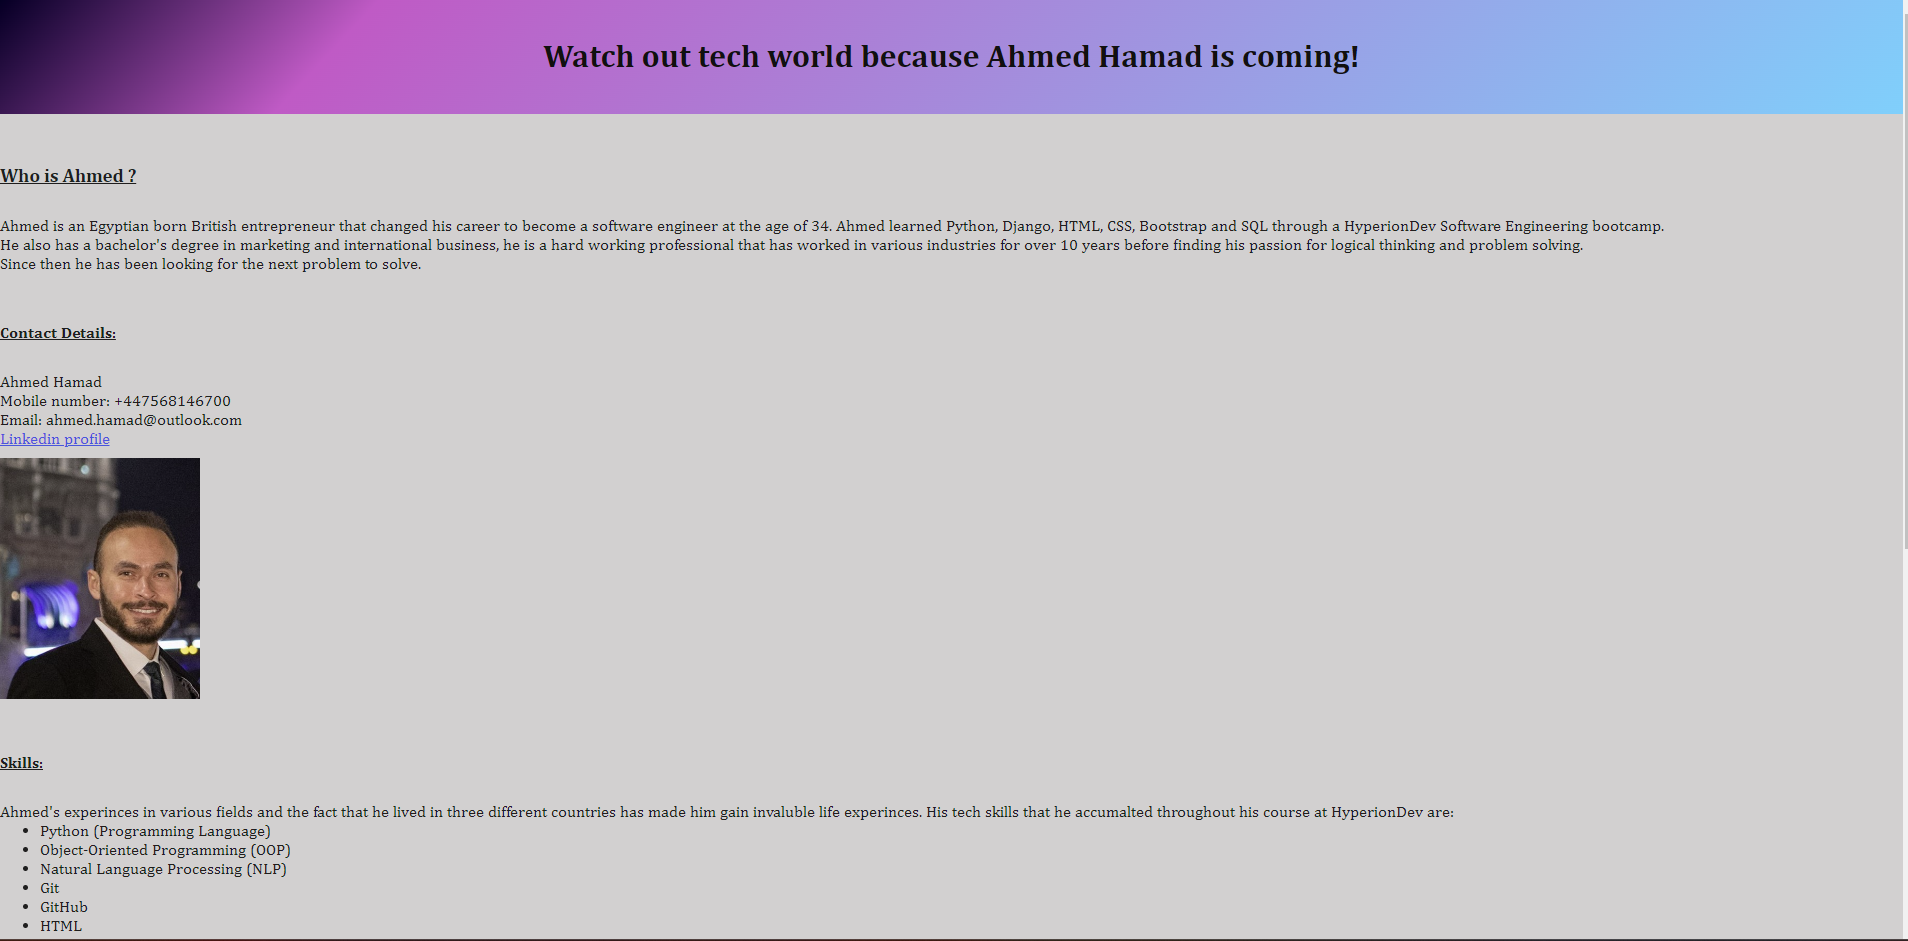 Watch out tech world because Ahmed Hamad is coming!
Who is Ahmed ?
Ahmed is an Egyptian born British entrepreneur that changed his career to become a software engineer at the age of 34. Ahmed learned Python, Django, HTML, CSS, Bootstrap and SQL through a HyperionDev Software Engineering bootcamp.
He also has a bachelor's degree in marketing and international business, he is a hard working professional that has worked in various industries for over 10 years before finding his passion for logical thinking and problem solving.
Since then he has been looking for the next problem to solve.
Contact Details:
Ahmed Hamad
Mobile number: +447568146700
Email: ahmed.hamad@outlook.com
Linkedin profile
Skills:
Ahmed's experinces in various fields and the fact that he lived in three different countries has made him gain invaluble life experinces. His tech skills that he accumalted throughout his course at HyperionDev are:
• Python (Programming Language)
• Object-Oriented Programming (OOP)
• Natural Language Processing (NLP)
• Git
• GitHub
• HTML